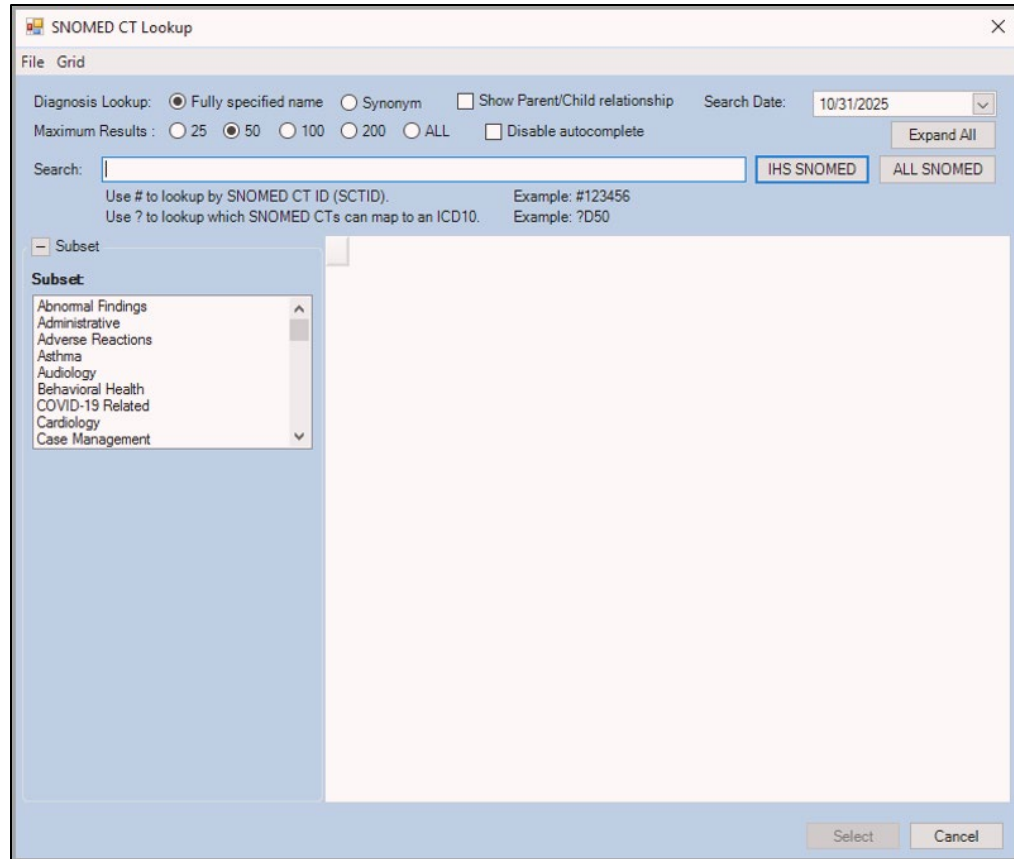 SNOMED CT Lookup
File Grid
Diagnosis Lookup: Fully specified name Synonym Show Parent/Child relationship Search Date: 10/31/2025
Maximum Results : 25 50 100 200 ALL Disable autocomplete Expand All
Search: IHS SNOMED ALL SNOMED
Use # to lookup by SNOMED CT ID (SCTID). Example: #123456
Use ? to lookup which SNOMED CTs can map to an ICD10. Example: ?D50
Subset
Subset:
Abnormal Findings
Administrative
Adverse Reactions
Asthma
Audiology
Behavioral Health
COVID-19 Related
Cardiology
Case Management
Select Cancel